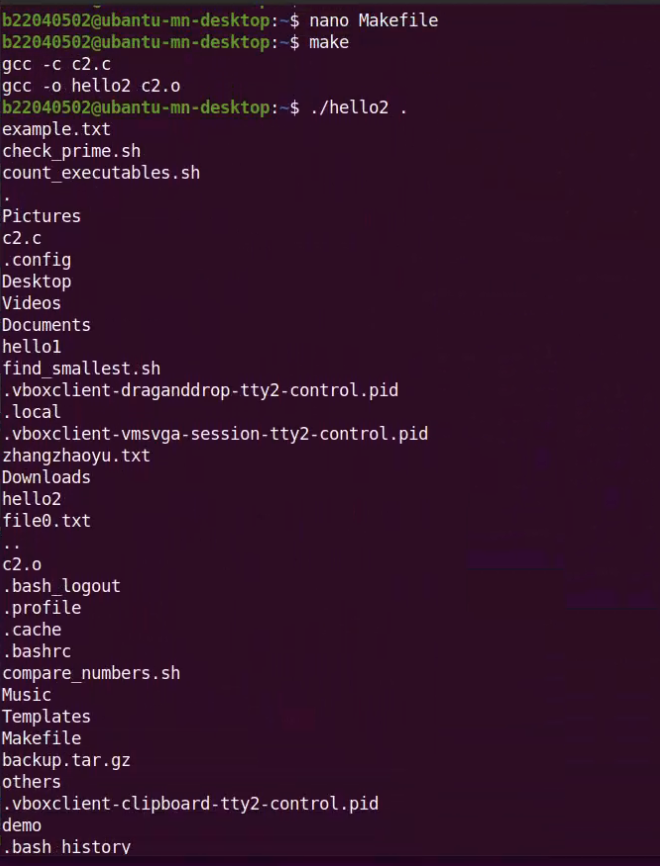 b22040502@ubuntu-mn-desktop:~$ nano Makefile
b22040502@ubuntu-mn-desktop:~$ make
gcc -c c2.c
gcc -o hello2 c2.o
b22040502@ubuntu-mn-desktop:~$ ./hello2 .
example.txt
check_prime.sh
count_executables.sh
.
Pictures
c2.c
.config
Desktop
Videos
Documents
hello1
find_smallest.sh
.vboxclient-draganddrop-tty2-control.pid
.local
.vboxclient-vmsvga-session-tty2-control.pid
zhangzhaoyu.txt
Downloads
hello2
file0.txt
..
c2.o
.bash_logout
.profile
.cache
.bashrc
compare_numbers.sh
Music
Templates
Makefile
backup.tar.gz
others
.vboxclient-clipboard-tty2-control.pid
demo
.bash_history